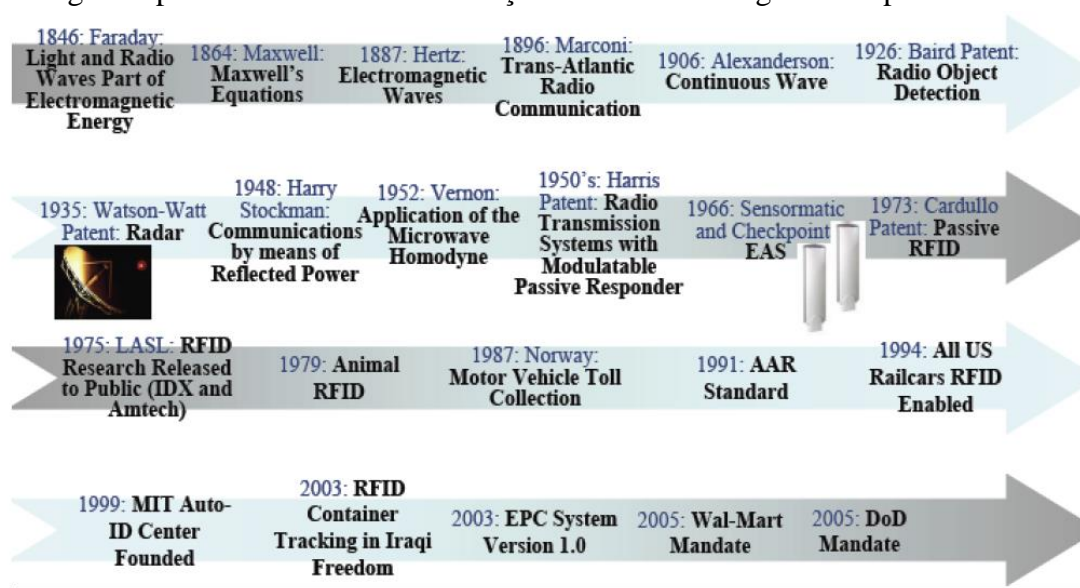 1846: Faraday:
Light and Radio
Waves Part of
Electromagnetic
Energy
1864: Maxwell:
Maxwell's
Equations
1887: Hertz:
Electromagnetic
Waves
1896: Marconi:
Trans-Atlantic
Radio
Communication
1906: Alexanderson:
Continuous Wave
1926: Baird Patent:
Radio Object
Detection
1935: Watson-Watt
Patent: Radar
1948: Harry
Stockman:
Communications
by means of
Reflected Power
1952: Vernon:
Application of the
Microwave
Homodyne
1950's: Harris
Patent: Radio
Transmission
Systems with
Modulatable
Passive Responder
1966: Sensormatic
and Checkpoint
EAS
1973: Cardullo
Patent: Passive
RFID
1975: LASL: RFID
Research Released
to Public (IDX and
Amtech)
1979: Animal
RFID
1987: Norway:
Motor Vehicle Toll
Collection
1991: AAR
Standard
1994: All US
Railcars RFID
Enabled
1999: MIT Auto-
ID Center
Founded
2003: RFID
Container
Tracking in Iraqi
Freedom
2003: EPC System
Version 1.0
2005: Wal-Mart
Mandate
2005: DoD
Mandate